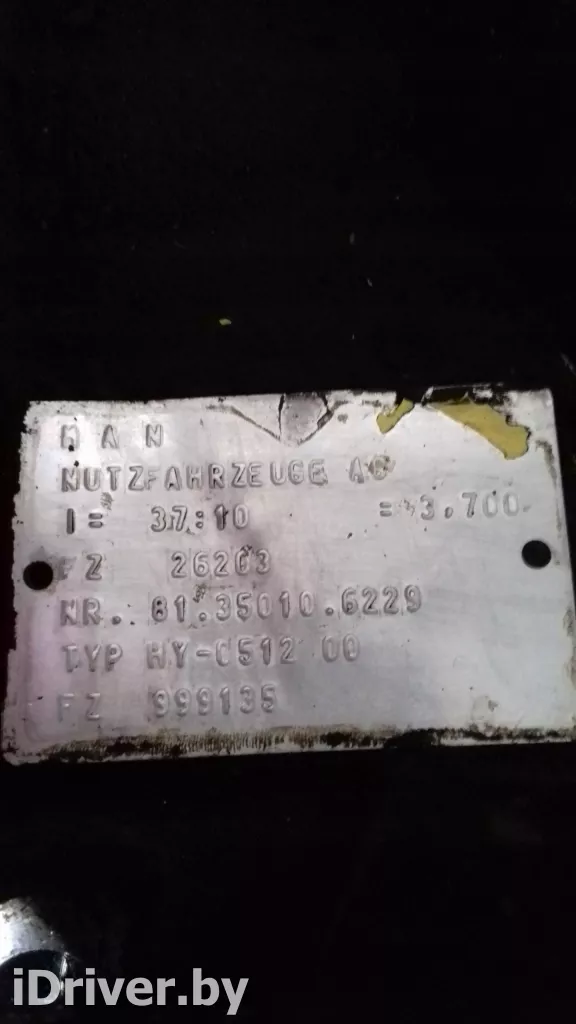 MAN
NUTZFAHRZEUGE AG
I= 37:10 = 3.700
FZ 26263
NR. 81.35010.6229
TYP HY-0512 00
FZ 999135
iDriver.by